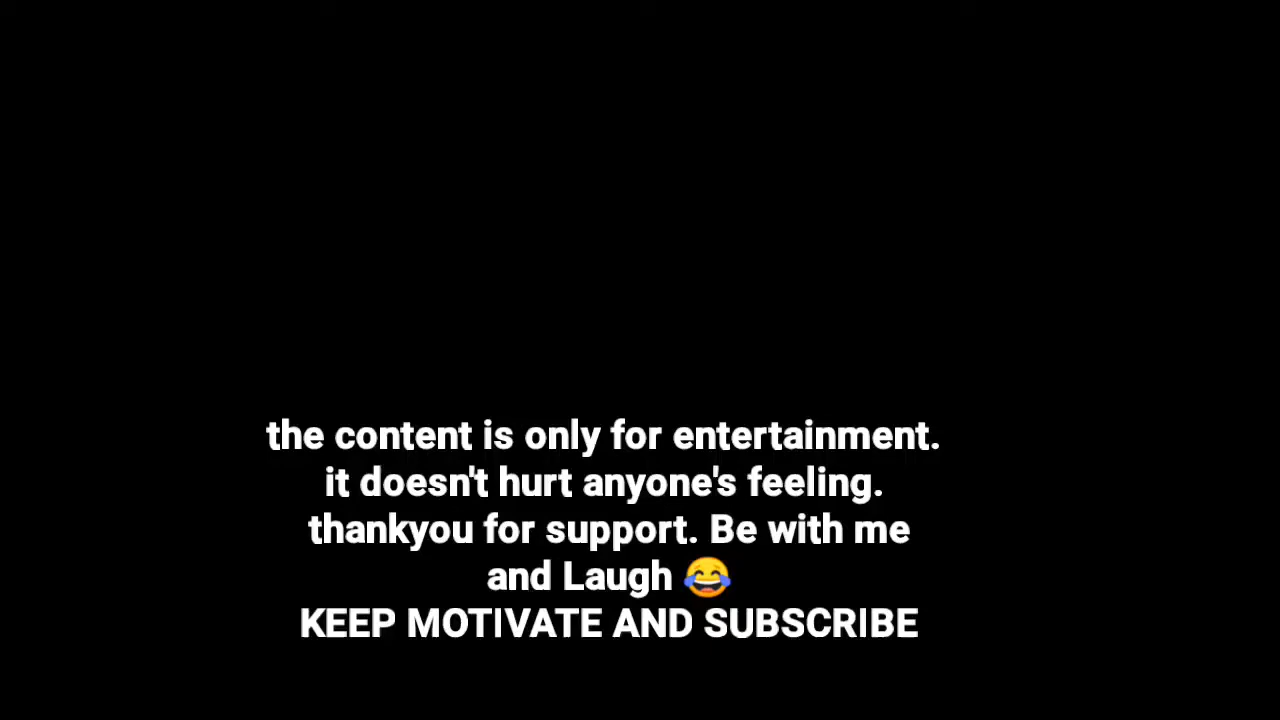 the content is only for entertainment.
it doesn't hurt anyone's feeling.
thankyou for support. Be with me
and Laugh 😂
KEEP MOTIVATE AND SUBSCRIBE